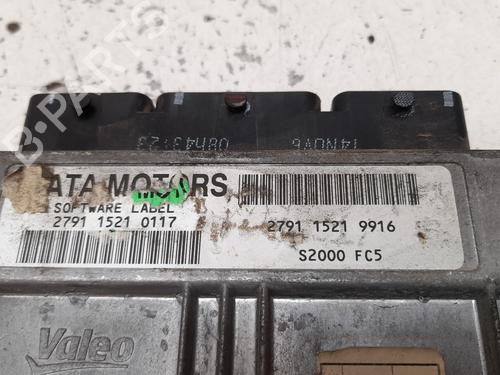 B-PARTS
08h43:23
14NOV6
ATA MOTORS
SOFTWARE LABEL
2791 1521 0117
2791 1521 9916
S2000 FC5
Valeo